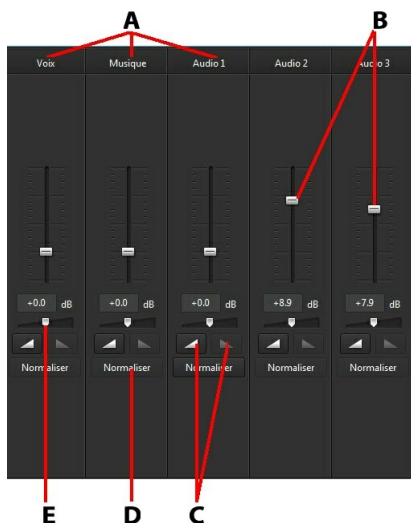 A B
Voix Musique Audio 1 Audio 2 Audio 3
+0.0 dB +0.0 dB +0.0 dB +8.9 dB +7.9 dB
Normaliser Normaliser Normaliser Normaliser Normaliser
E D C